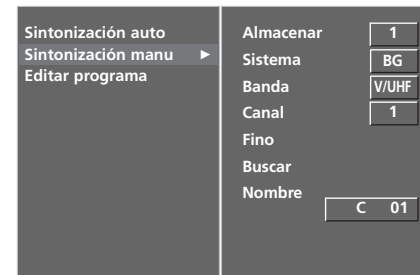 Sintonización auto
Sintonización manu ►
Editar programa
Almacenar 1
Sistema BG
Banda V/UHF
Canal 1
Fino
Buscar
Nombre
C 01